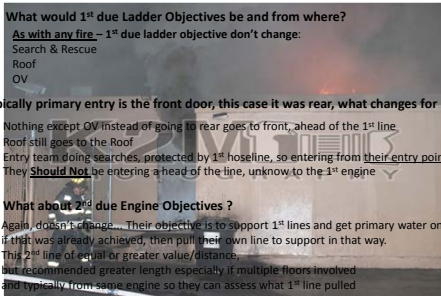 What would 1st due Ladder Objectives be and from where?
As with any fire – 1st due ladder objective don't change:
Search & Rescue
Roof
OV
pically primary entry is the front door, this case it was rear, what changes for
Nothing except OV instead of going to rear goes to front, ahead of the 1st line
Roof still goes to the Roof
Entry team doing searches, protected by 1st hoseline, so entering from their entry poin
They Should Not be entering a head of the line, unknow to the 1st engine
What about 2nd due Engine Objectives ?
Again, doesn't change... Their objective is to support 1st lines and get primary water on
if that was already achieved, then pull their own line to support in that way.
This 2nd line of equal or greater value/distance,
but recommended greater length especially if multiple floors involved
and typically from same engine so they can assess what 1st line pulled